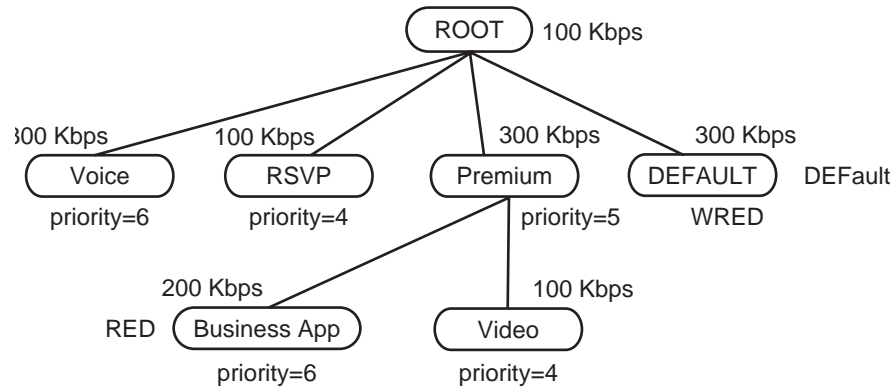 ROOT 100 Kbps
00 Kbps 100 Kbps 300 Kbps 300 Kbps
Voice RSVP Premium DEFAULT DEFault
priority=6 priority=4 priority=5 WRED
200 Kbps 100 Kbps
RED Business App Video
priority=6 priority=4